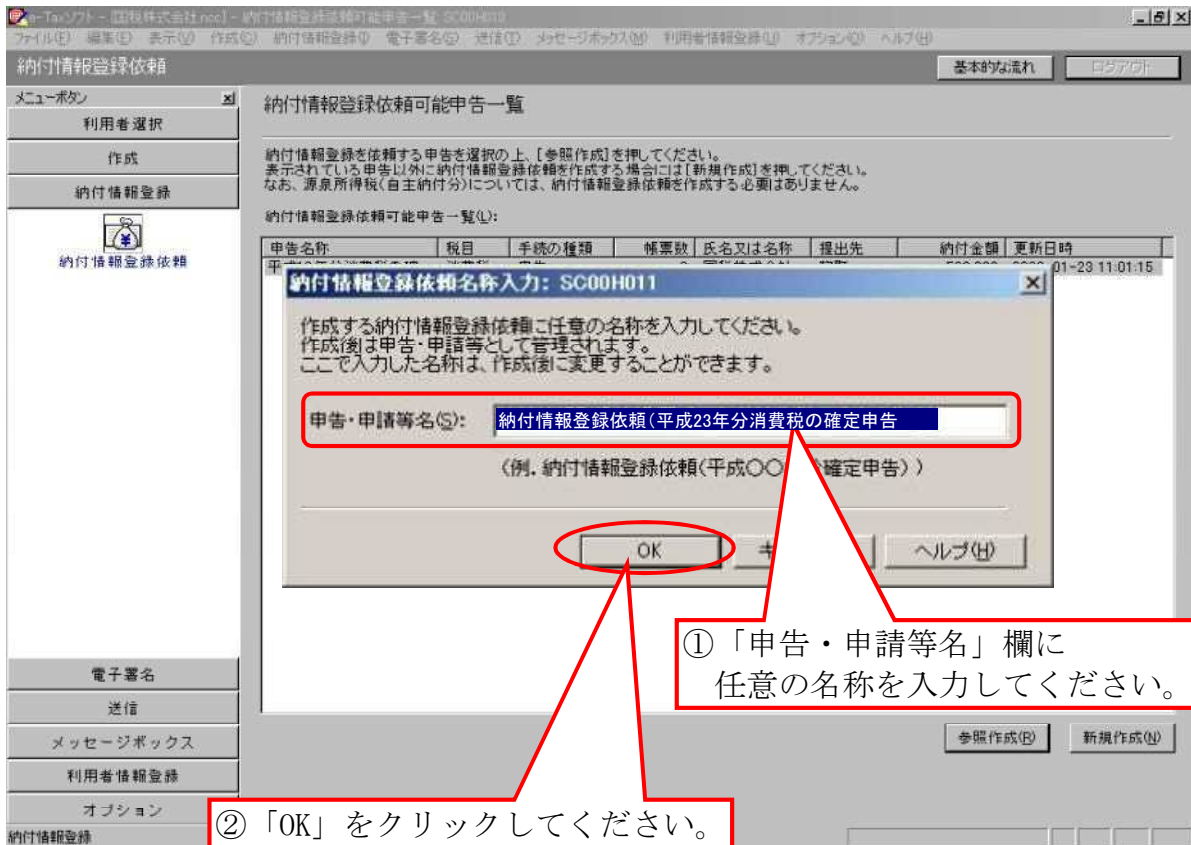 e-Taxソフト - [国税株式会社.ncc] - 納付情報登録依頼可能申告一覧 SC00H010
ファイル(F) 編集(E) 表示(V) 作成(C) 納付情報登録(I) 電子署名(G) 送信(T) メッセージボックス(M) 利用者情報登録(U) オプション(O) ヘルプ(H)
納付情報登録依頼 基本的な流れ ログアウト
メニューボタン
利用者選択
作成
納付情報登録
納付情報登録依頼
電子署名
送信
メッセージボックス
利用者情報登録
オプション
納付情報登録
納付情報登録依頼可能申告一覧
納付情報登録を依頼する申告を選択の上、[参照作成]を押してください。
表示されている申告以外に納付情報登録依頼を作成する場合には[新規作成]を押してください。
なお、源泉所得税(自主納付分)については、納付情報登録依頼を作成する必要はありません。
納付情報登録依頼可能申告一覧(L):
申告名称 税目 手続の種類 帳票数 氏名又は名称 提出先 納付金額 更新日時
01-23 11:01:15
納付情報登録依頼名称入力: SC00H011
作成する納付情報登録依頼に任意の名称を入力してください。
作成後は申告・申請等として管理されます。
ここで入力した名称は、作成後に変更することができます。
申告・申請等名(S): 納付情報登録依頼(平成23年分消費税の確定申告
(例. 納付情報登録依頼(平成〇〇 確定申告))
OK キ ヘルプ(H)
①「申告・申請等名」欄に
任意の名称を入力してください。
参照作成(R) 新規作成(N)
②「OK」をクリックしてください。